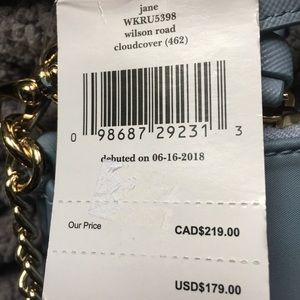 jane
WKRU5398
wilson road
cloudcover (462)
0 98687 29231 3
debuted on 06-16-2018
Our Price CAD$219.00
USD$179.00